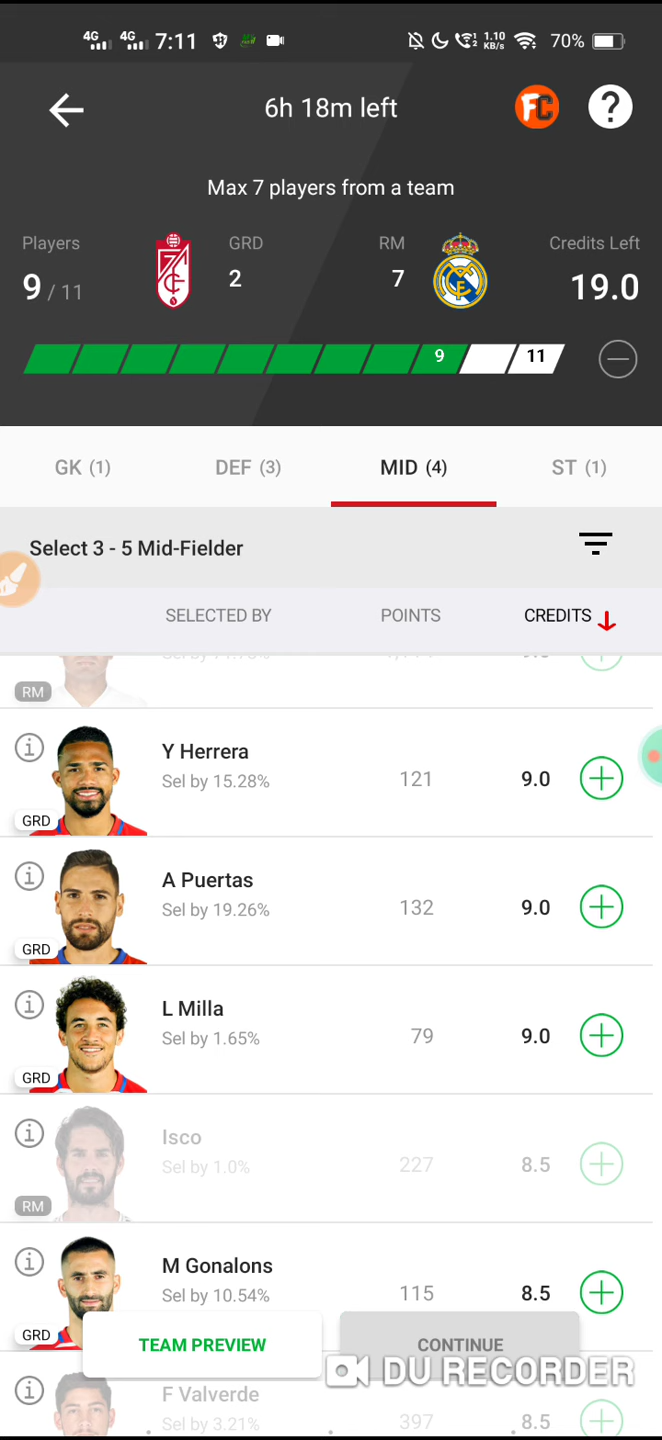 4G 4G 7:11 1.10 KB/s 70%
6h 18m left FC ?
Max 7 players from a team
Players GRD RM Credits Left
9 / 11 2 7 19.0
9 11
GK (1) DEF (3) MID (4) ST (1)
Select 3 - 5 Mid-Fielder
SELECTED BY POINTS CREDITS
RM
Y Herrera
Sel by 15.28% 121 9.0
GRD
A Puertas
Sel by 19.26% 132 9.0
GRD
L Milla
Sel by 1.65% 79 9.0
GRD
Isco
Sel by 1.0% 227 8.5
RM
M Gonalons
Sel by 10.54% 115 8.5
GRD
TEAM PREVIEW CONTINUE
DU RECORDER
F Valverde
Sel by 3.21% 397 8.5